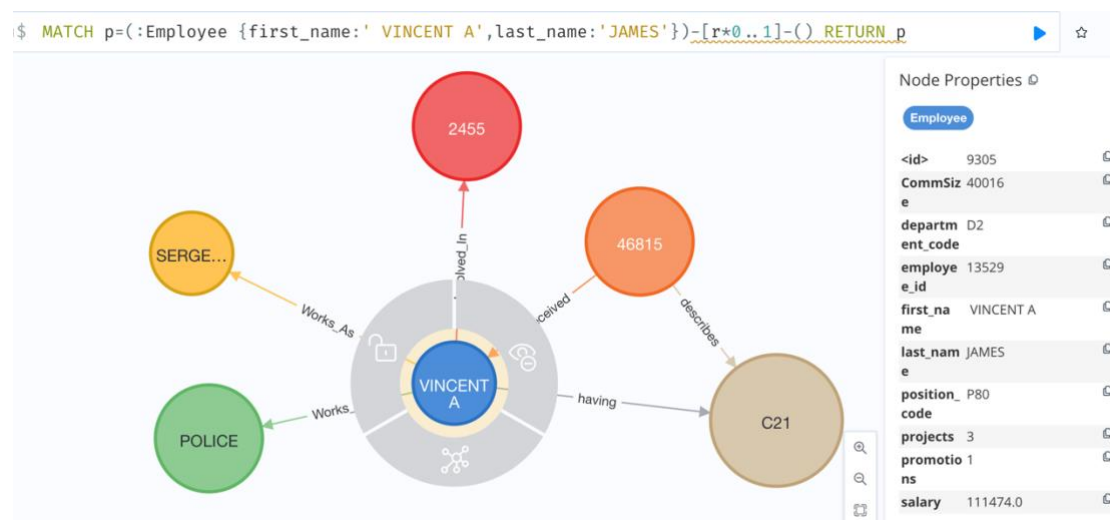 $ MATCH p=(:Employee {first_name:' VINCENT A',last_name:'JAMES'})-[r*0..1]-() RETURN p
Node Properties
Employee
<id> 9305
CommSiz
e
40016
departm
ent_code
D2
employe
e_id
13529
first_na
me
VINCENT A
last_nam
e
JAMES
position_
code
P80
projects 3
promotio
ns
1
salary 111474.0
2455
46815
SERGE...
olved_In
ceived
describes
Works_As
VINCENT
A
having
C21
Works_
POLICE